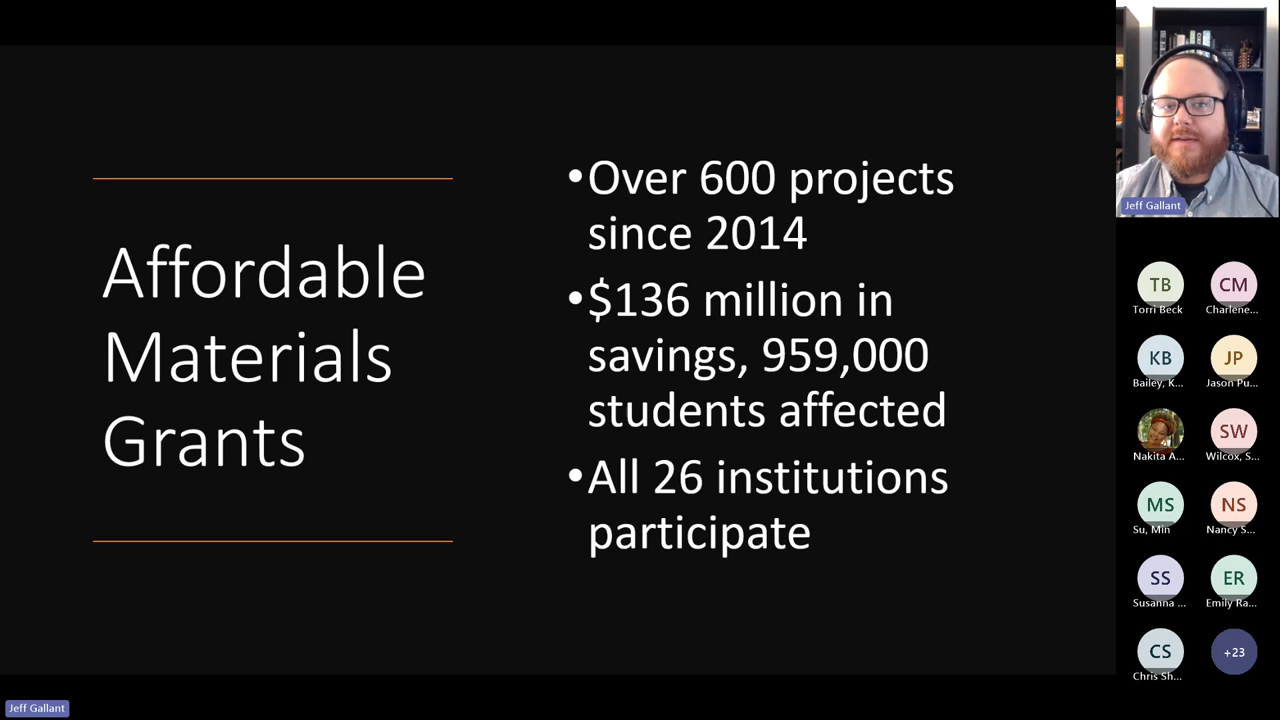 Affordable
Materials
Grants
•Over 600 projects
since 2014
•$136 million in
savings, 959,000
students affected
•All 26 institutions
participate
Jeff Gallant
TB
Torri Beck
CM
Charlene...
KB
Bailey, K...
JP
Jason Pu...
Nakita A...
SW
Wilcox, S...
MS
Su, Min
NS
Nancy S...
SS
Susanna ...
ER
Emily Ra...
CS
Chris Sh...
+23
Jeff Gallant